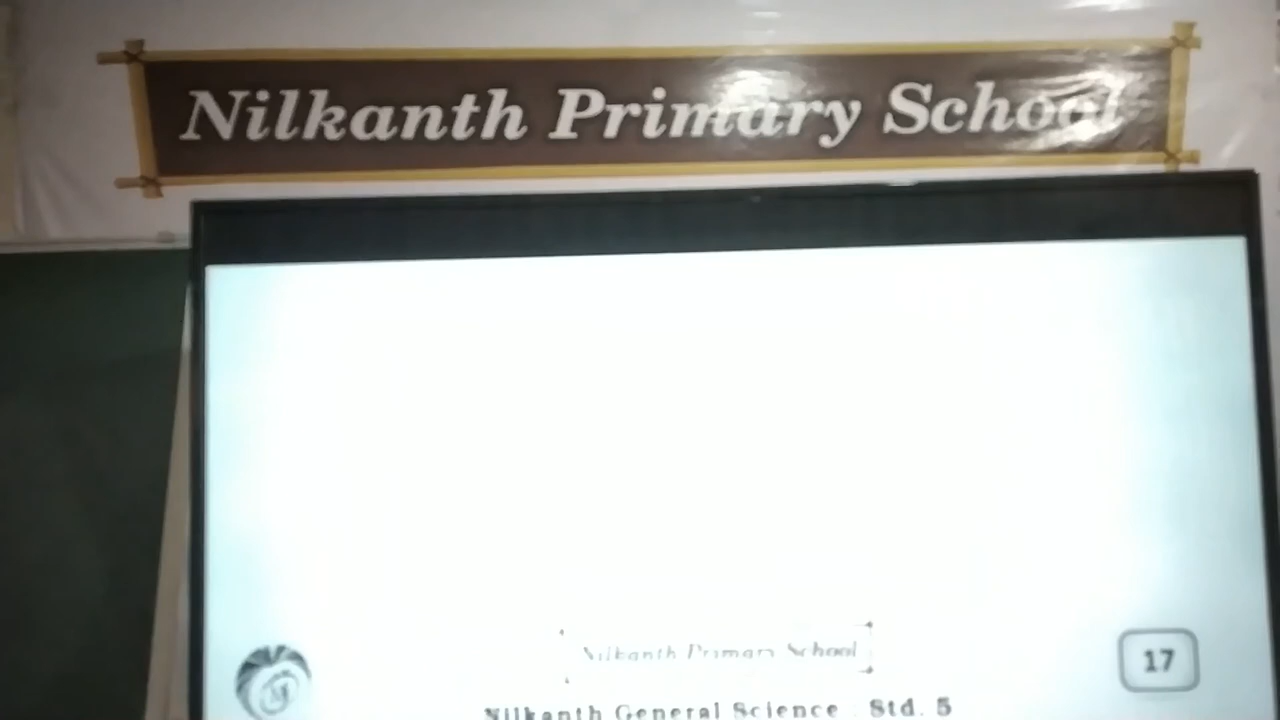 Nilkanth Primary School
Nilkanth Primary School
17
Nilkanth General Science : Std. 5